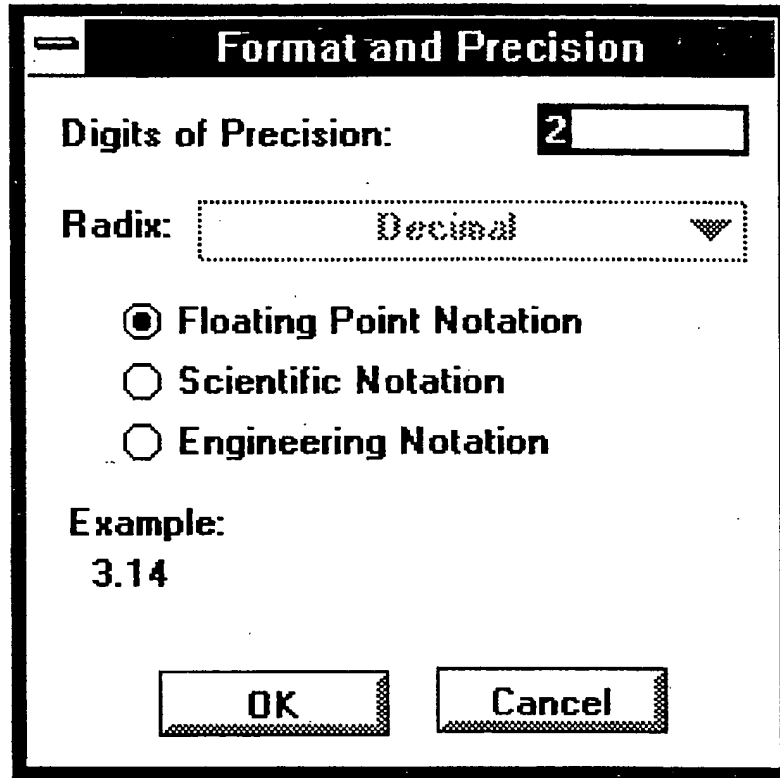 Format and Precision
Digits of Precision: 2
Radix: Decimal
Floating Point Notation
Scientific Notation
Engineering Notation
Example:
3.14
OK Cancel